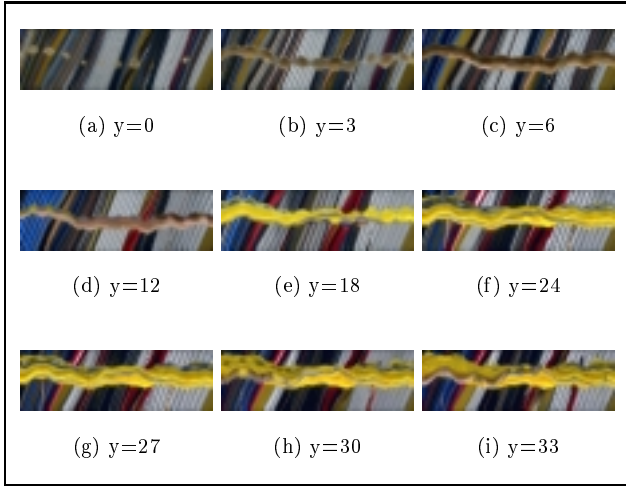 (a) y=0 (b) y=3 (c) y=6
(d) y=12 (e) y=18 (f) y=24
(g) y=27 (h) y=30 (i) y=33